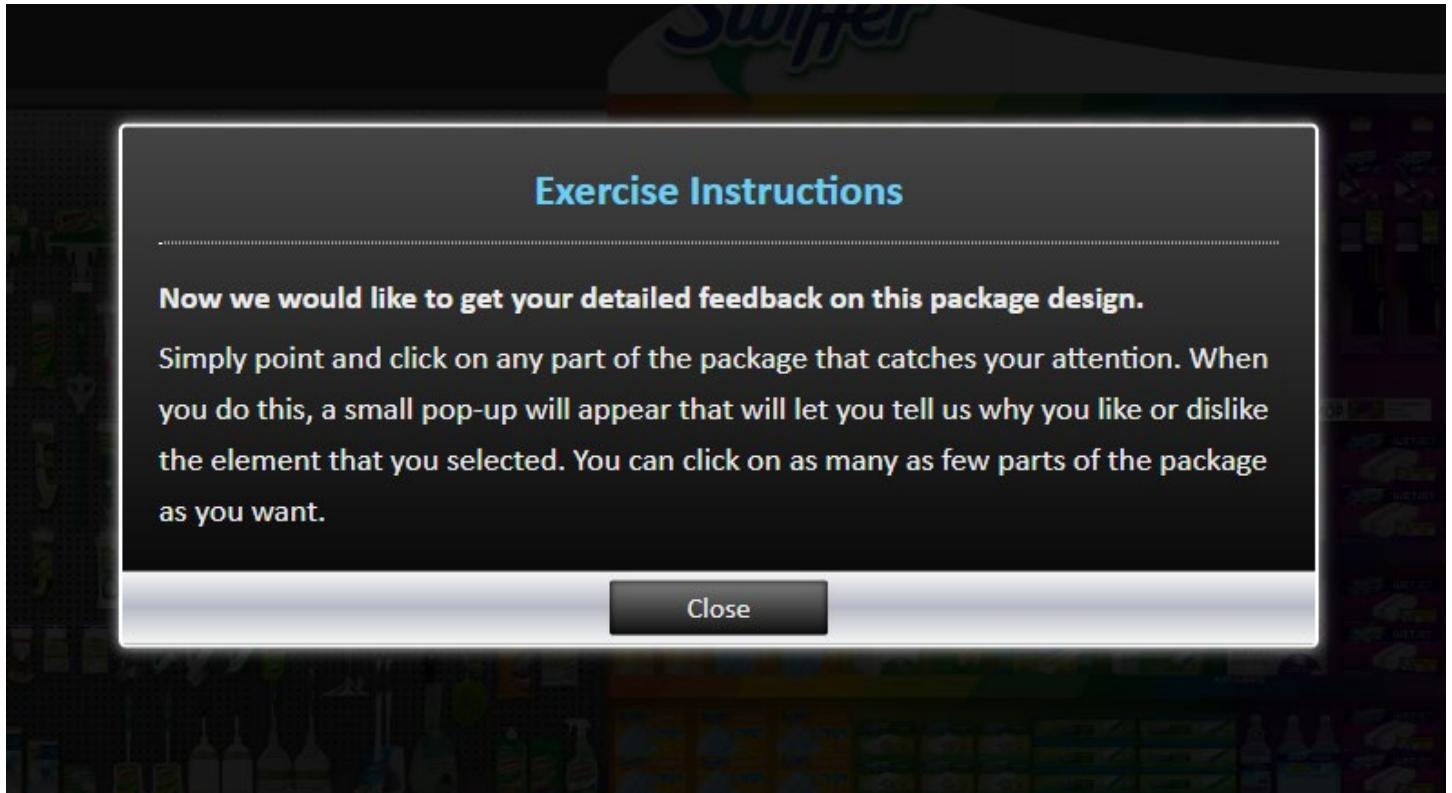 Swiffer
Exercise Instructions
Now we would like to get your detailed feedback on this package design.
Simply point and click on any part of the package that catches your attention. When
you do this, a small pop-up will appear that will let you tell us why you like or dislike
the element that you selected. You can click on as many as few parts of the package
as you want.
Close